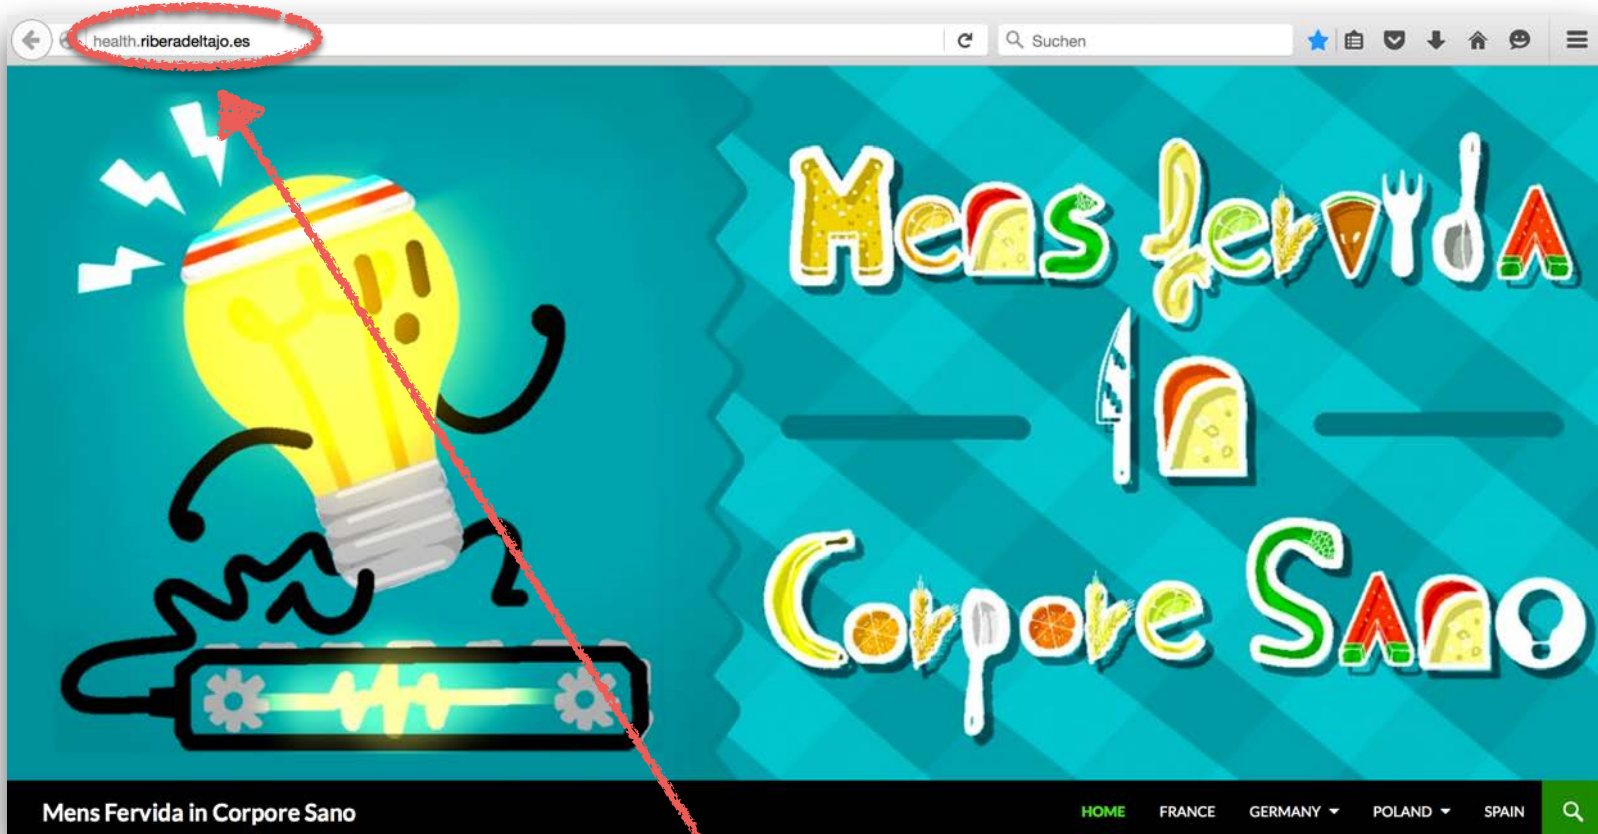 health.riberadeltajo.es
Suchen
Mens fervida
In
Corpore Sano
Mens Fervida in Corpore Sano
HOME FRANCE GERMANY POLAND SPAIN